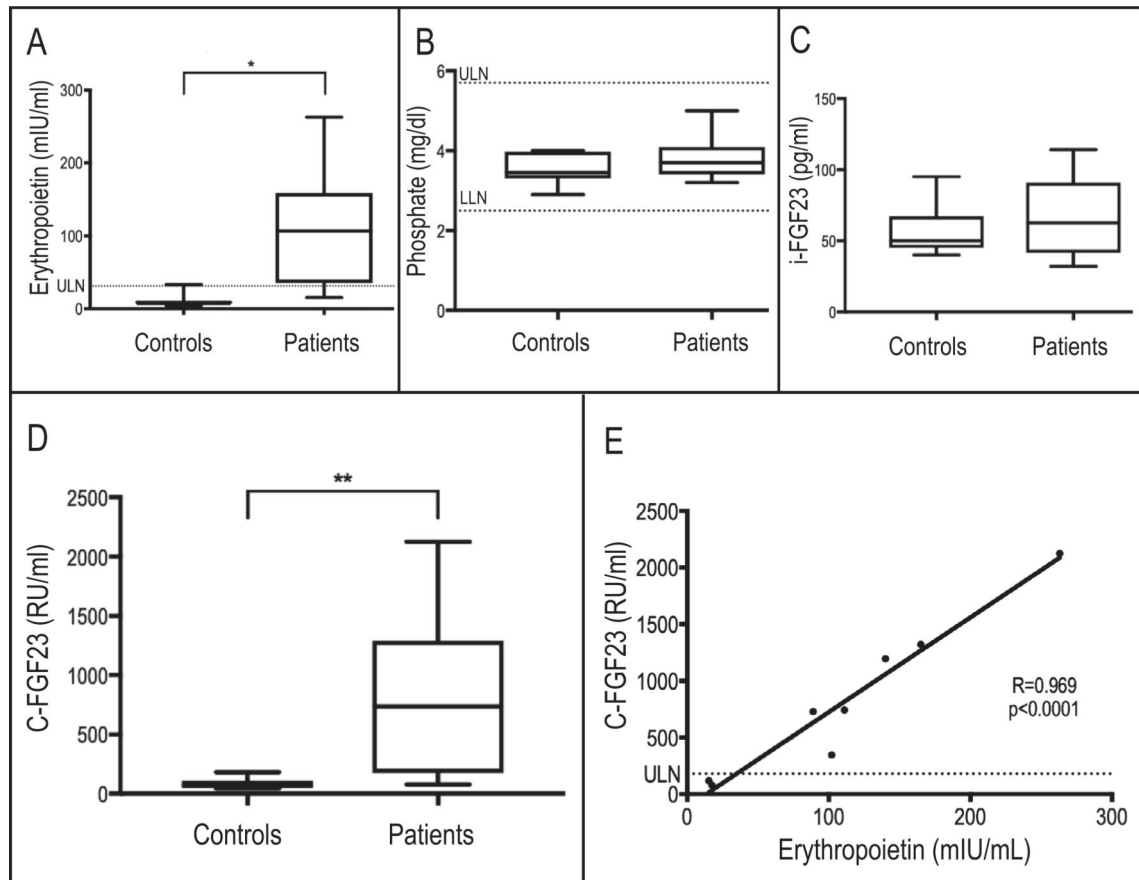 A
*
Erythropoietin (mIU/ml)
300
200
100
ULN
0
Controls
Patients
B
Phosphate (mg/dl)
6
ULN
4
LLN
2
0
Controls
Patients
C
i-FGF23 (pg/ml)
150
100
50
0
Controls
Patients
D
**
C-FGF23 (RU/ml)
2500
2000
1500
1000
500
0
Controls
Patients
E
C-FGF23 (RU/ml)
2500
2000
1500
1000
500
ULN
0
R=0.969
p<0.0001
0
100
200
300
Erythropoietin (mIU/mL)